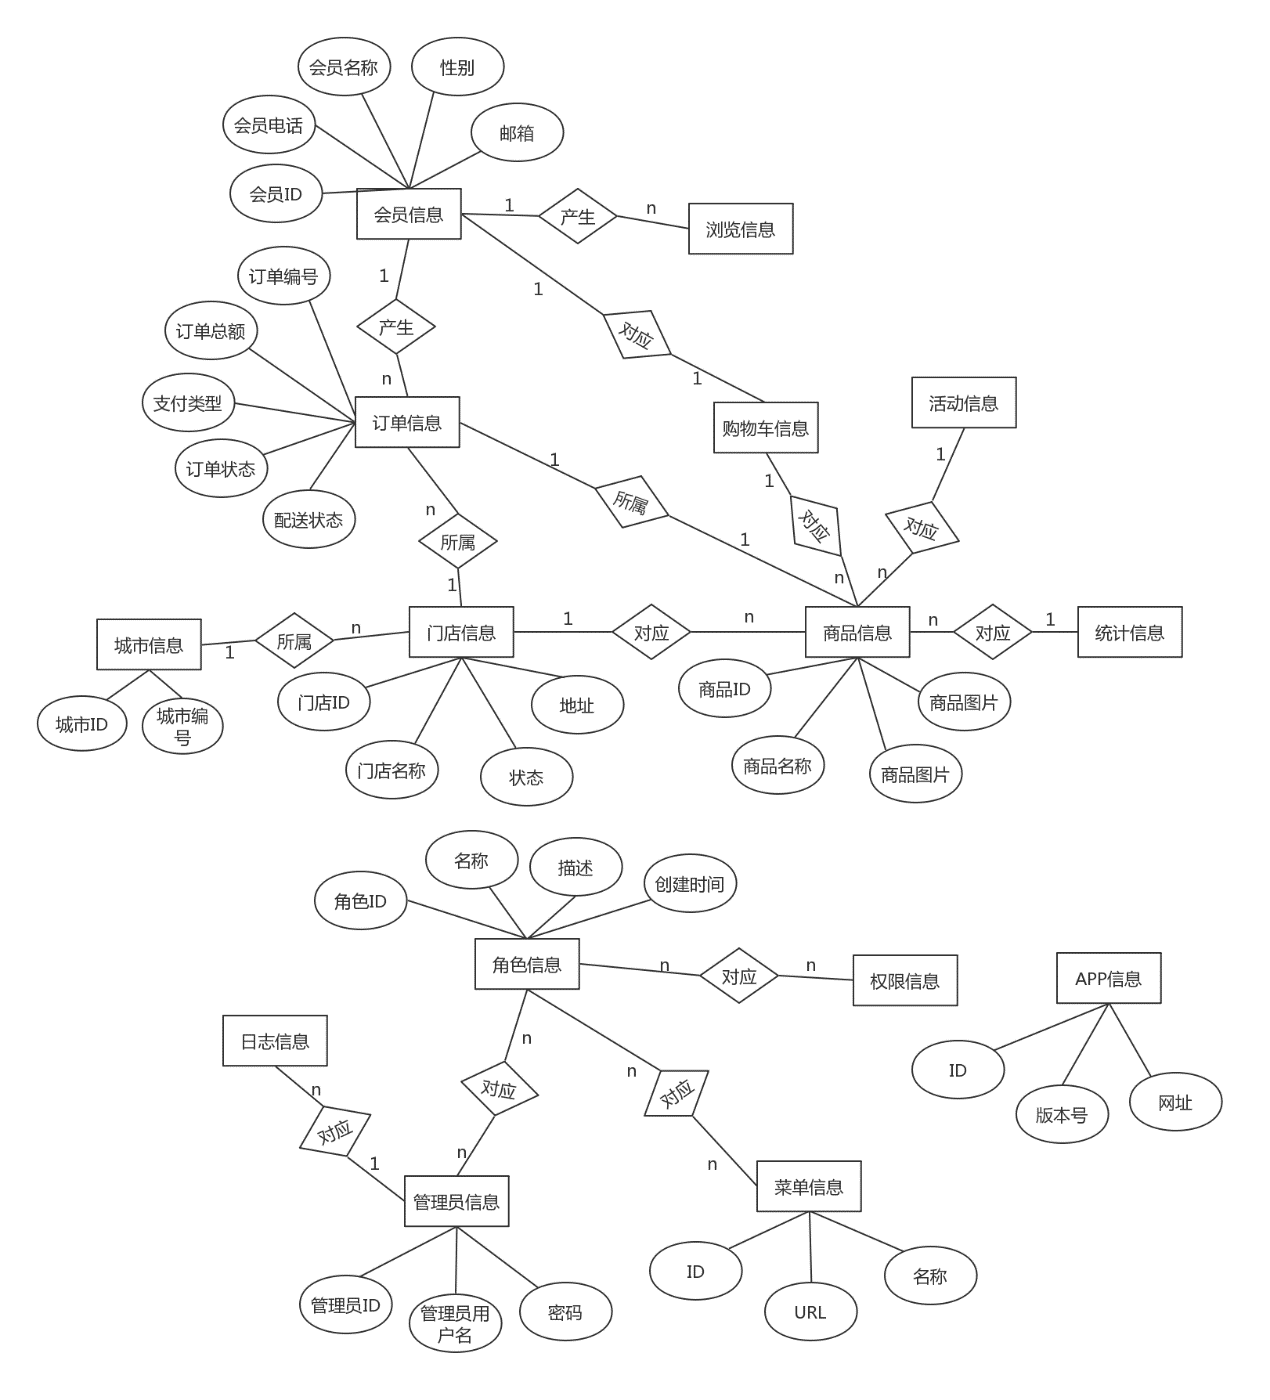 会员名称
性别
会员电话
邮箱
会员ID
会员信息
1
产生
n
浏览信息
订单编号
1
1
产生
对应
订单总额
n
1
支付类型
订单信息
购物车信息
活动信息
订单状态
1
1
1
配送状态
n
所属
对应
对应
所属
1
1
n
n
城市信息
1
所属
n
门店信息
1
对应
n
商品信息
n
对应
1
统计信息
城市ID
城市编
号
门店ID
地址
商品ID
商品图片
门店名称
状态
商品名称
商品图片
名称
描述
角色ID
创建时间
角色信息
n
对应
n
权限信息
APP信息
日志信息
n
n
n
ID
对应
对应
对应
版本号
网址
1
n
n
管理员信息
菜单信息
管理员ID
管理员用
户名
密码
ID
URL
名称